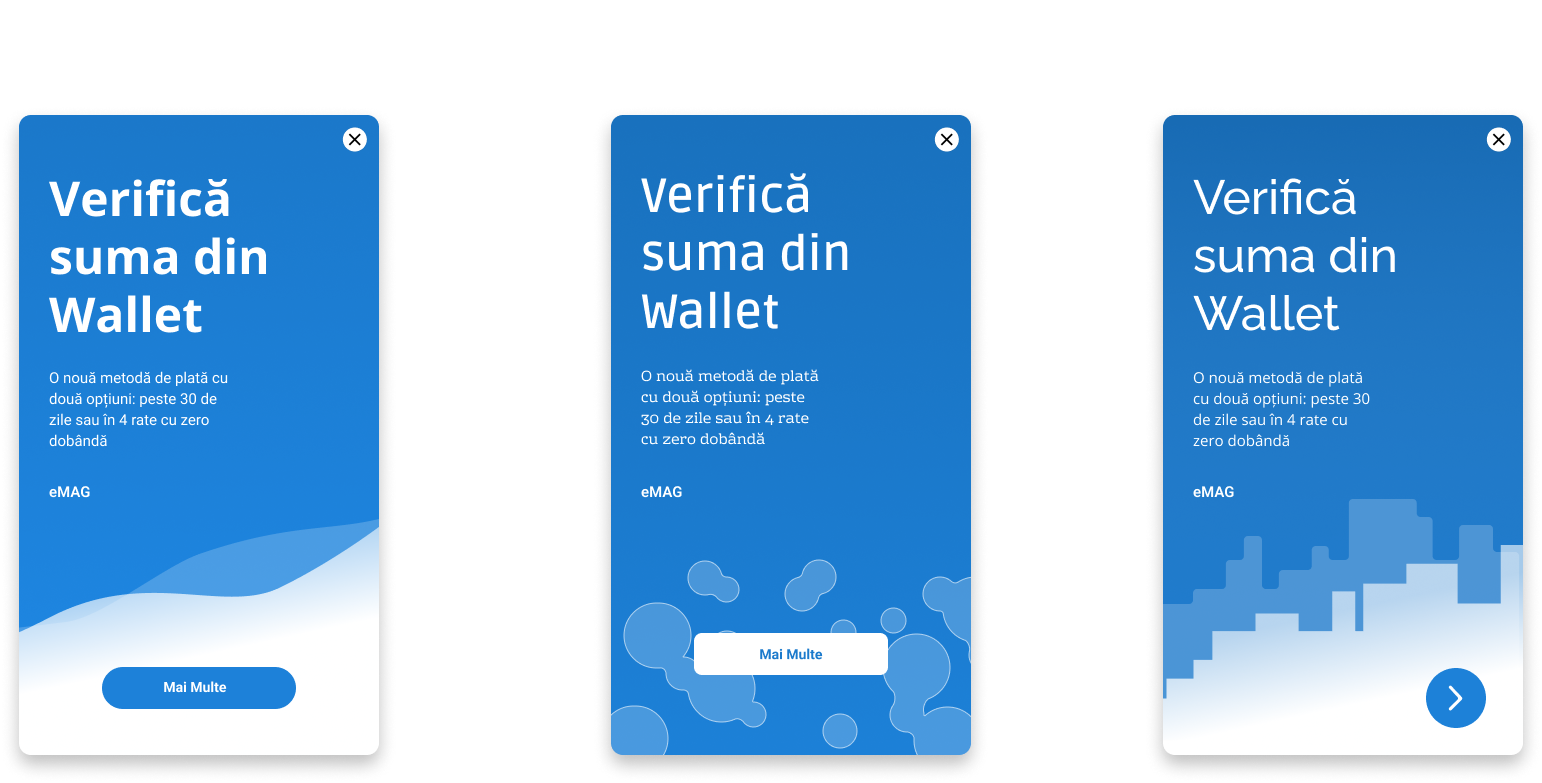 Verifică
suma din
Wallet
O nouă metodă de plată cu
două opțiuni: peste 30 de
zile sau în 4 rate cu zero
dobândă
eMAG
Mai Multe
Verifică
suma din
Wallet
O nouă metodă de plată
cu două opțiuni: peste
30 de zile sau în 4 rate
cu zero dobândă
eMAG
Mai Multe
Verifică
suma din
Wallet
O nouă metodă de plată
cu două opțiuni: peste 30
de zile sau în 4 rate cu
zero dobândă
eMAG